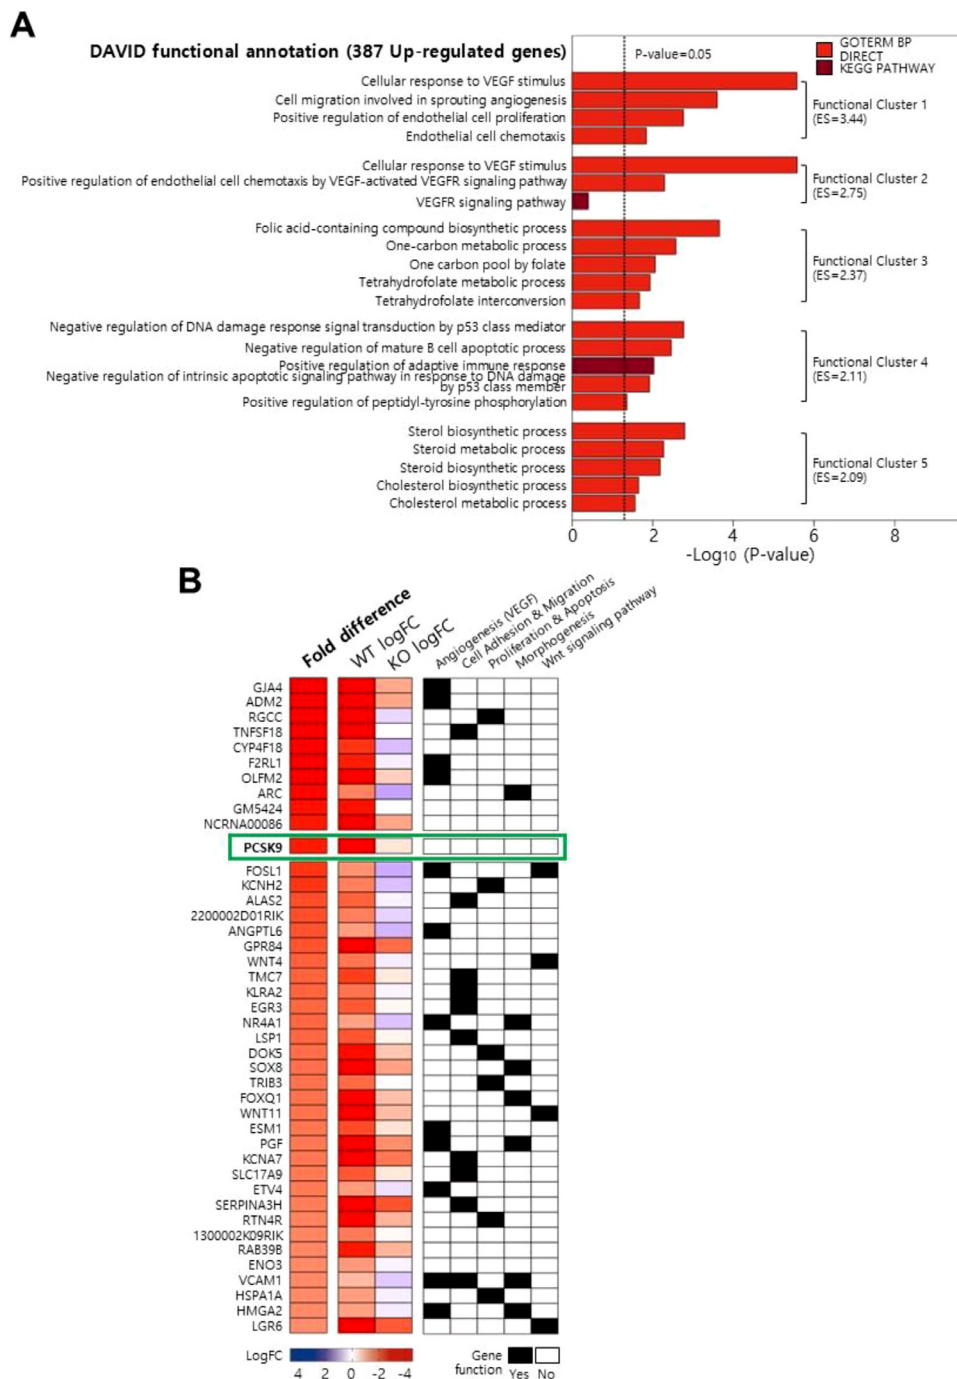 A
DAVID functional annotation (387 Up-regulated genes)
P-value=0.05
GOTERM BP
DIRECT
KEGG PATHWAY
Cellular response to VEGF stimulus
Cell migration involved in sprouting angiogenesis
Positive regulation of endothelial cell proliferation
Endothelial cell chemotaxis
Functional Cluster 1
(ES=3.44)
Cellular response to VEGF stimulus
Positive regulation of endothelial cell chemotaxis by VEGF-activated VEGFR signaling pathway
VEGFR signaling pathway
Functional Cluster 2
(ES=2.75)
Folic acid-containing compound biosynthetic process
One-carbon metabolic process
One carbon pool by folate
Tetrahydrofolate metabolic process
Tetrahydrofolate interconversion
Functional Cluster 3
(ES=2.37)
Negative regulation of DNA damage response signal transduction by p53 class mediator
Negative regulation of mature B cell apoptotic process
Positive regulation of adaptive immune response
Negative regulation of intrinsic apoptotic signaling pathway in response to DNA damage
by p53 class member
Positive regulation of peptidyl-tyrosine phosphorylation
Functional Cluster 4
(ES=2.11)
Sterol biosynthetic process
Steroid metabolic process
Steroid biosynthetic process
Cholesterol biosynthetic process
Cholesterol metabolic process
Functional Cluster 5
(ES=2.09)
0 2 4 6 8
-Log10 (P-value)
B
Fold difference
WT logFC
KO logFC
Angiogenesis (VEGF)
Cell Adhesion & Migration
Proliferation & Apoptosis
Morphogenesis
Wnt signaling pathway
GJA4
ADM2
RGCC
TNFSF18
CYP4F18
F2RL1
OLFM2
ARC
GM5424
NCRNA00086
PCSK9
FOSL1
KCNH2
ALAS2
2200002D01RIK
ANGPTL6
GPR84
WNT4
TMC7
KLRA2
EGR3
NR4A1
LSP1
DOK5
SOX8
TRIB3
FOXQ1
WNT11
ESM1
PGF
KCNA7
SLC17A9
ETV4
SERPINA3H
RTN4R
1300002K09RIK
RAB39B
ENO3
VCAM1
HSPA1A
HMGA2
LGR6
LogFC
4 2 0 -2 -4
Gene
function
Yes No